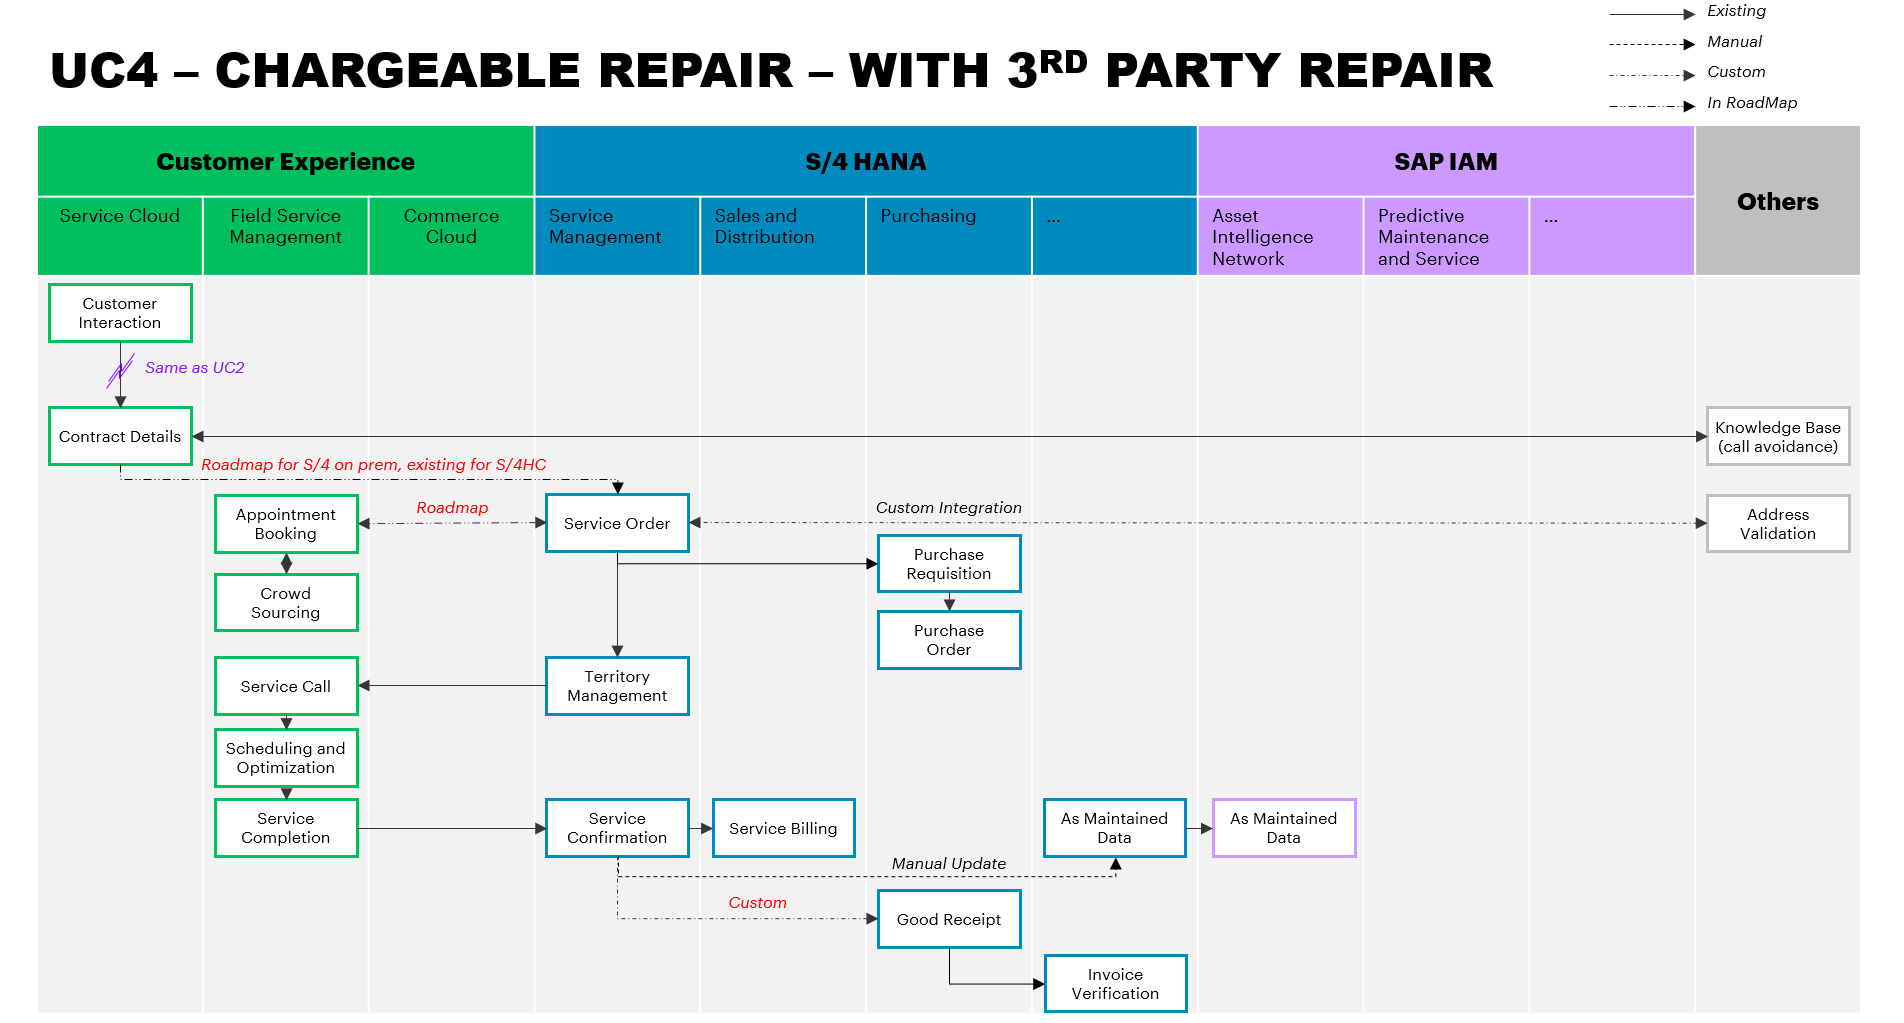 Existing
Manual
Custom
In RoadMap
UC4 – CHARGEABLE REPAIR – WITH 3RD PARTY REPAIR
Customer Experience
S/4 HANA
SAP IAM
Others
Service Cloud
Field Service
Management
Commerce
Cloud
Service
Management
Sales and
Distribution
Purchasing
...
Asset
Intelligence
Network
Predictive
Maintenance
and Service
...
Customer
Interaction
Same as UC2
Contract Details
Knowledge Base
(call avoidance)
Roadmap for S/4 on prem, existing for S/4HC
Appointment
Booking
Roadmap
Service Order
Custom Integration
Address
Validation
Purchase
Requisition
Crowd
Sourcing
Purchase
Order
Service Call
Territory
Management
Scheduling and
Optimization
Service
Completion
Service
Confirmation
Service Billing
As Maintained
Data
As Maintained
Data
Manual Update
Custom
Good Receipt
Invoice
Verification